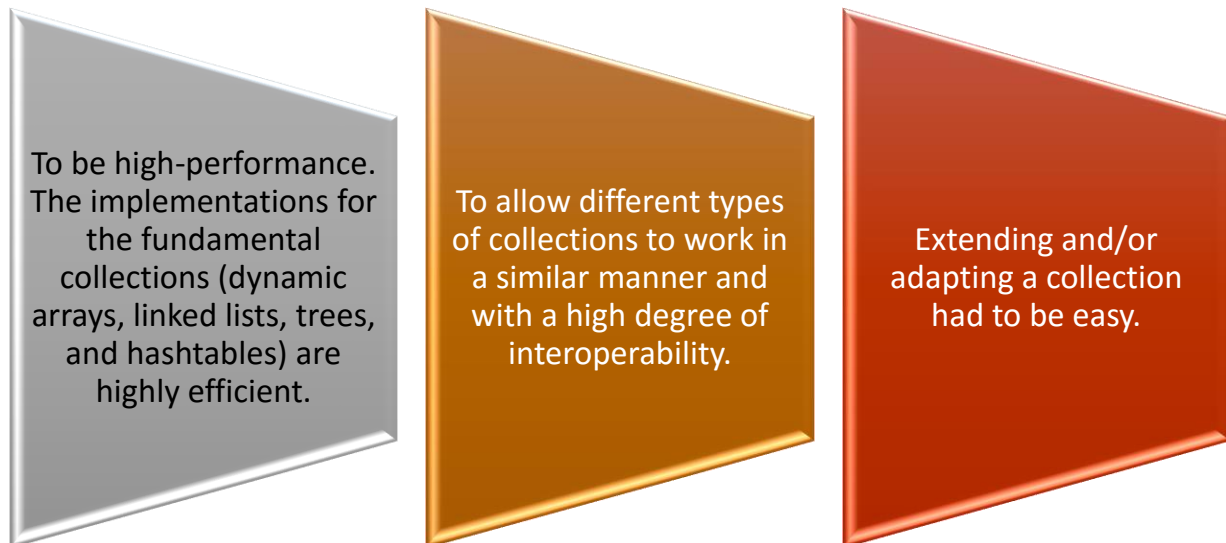 To be high-performance.
The implementations for
the fundamental
collections (dynamic
arrays, linked lists, trees,
and hashtables) are
highly efficient.
To allow different types
of collections to work in
a similar manner and
with a high degree of
interoperability.
Extending and/or
adapting a collection
had to be easy.